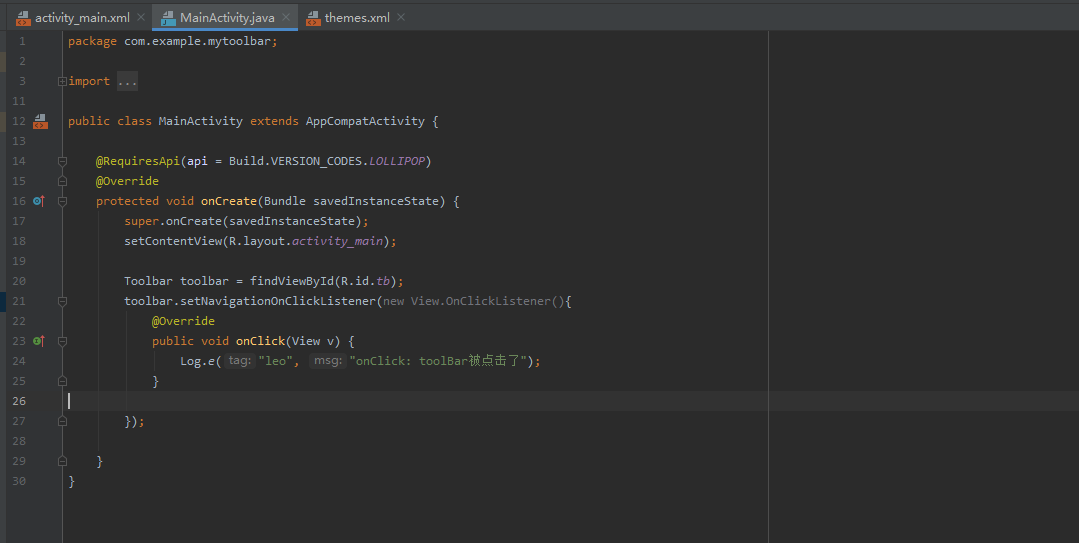 activity_main.xml MainActivity.java themes.xml
1 package com.example.mytoolbar;
2
3 import ...
11
12 public class MainActivity extends AppCompatActivity {
13
14 @RequiresApi(api = Build.VERSION_CODES.LOLLIPOP)
15 @Override
16 protected void onCreate(Bundle savedInstanceState) {
17 super.onCreate(savedInstanceState);
18 setContentView(R.layout.activity_main);
19
20 Toolbar toolbar = findViewById(R.id.tb);
21 toolbar.setNavigationOnClickListener(new View.OnClickListener(){
22 @Override
23 public void onClick(View v) {
24 Log.e( tag: "leo", msg: "onClick: toolBar被点击了");
25 }
26
27 });
28
29 }
30 }